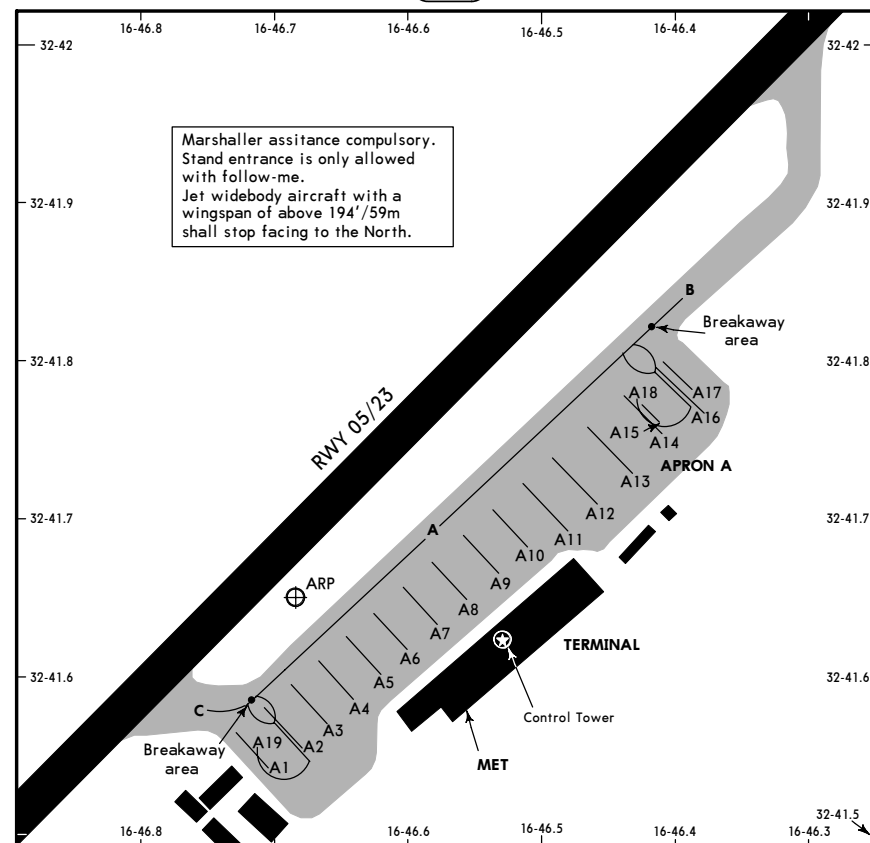 16-46.8
16-46.7
16-46.6
16-46.5
16-46.4
32-42
32-42
Marshaller assitance compulsory.
Stand entrance is only allowed
with follow-me.
Jet widebody aircraft with a
wingspan of above 194'/59m
shall stop facing to the North.
32-41.9
32-41.9
B
Breakaway
area
32-41.8
32-41.8
RWY 05/23
A18
A17
A16
A15
A14
APRON A
A13
A12
A11
A10
A9
A8
A7
A6
A5
A4
A3
A2
A19
A1
32-41.7
32-41.7
A
ARP
TERMINAL
32-41.6
32-41.6
C
Control Tower
Breakaway
area
MET
32-41.5
16-46.8
16-46.6
16-46.5
16-46.4
16-46.3